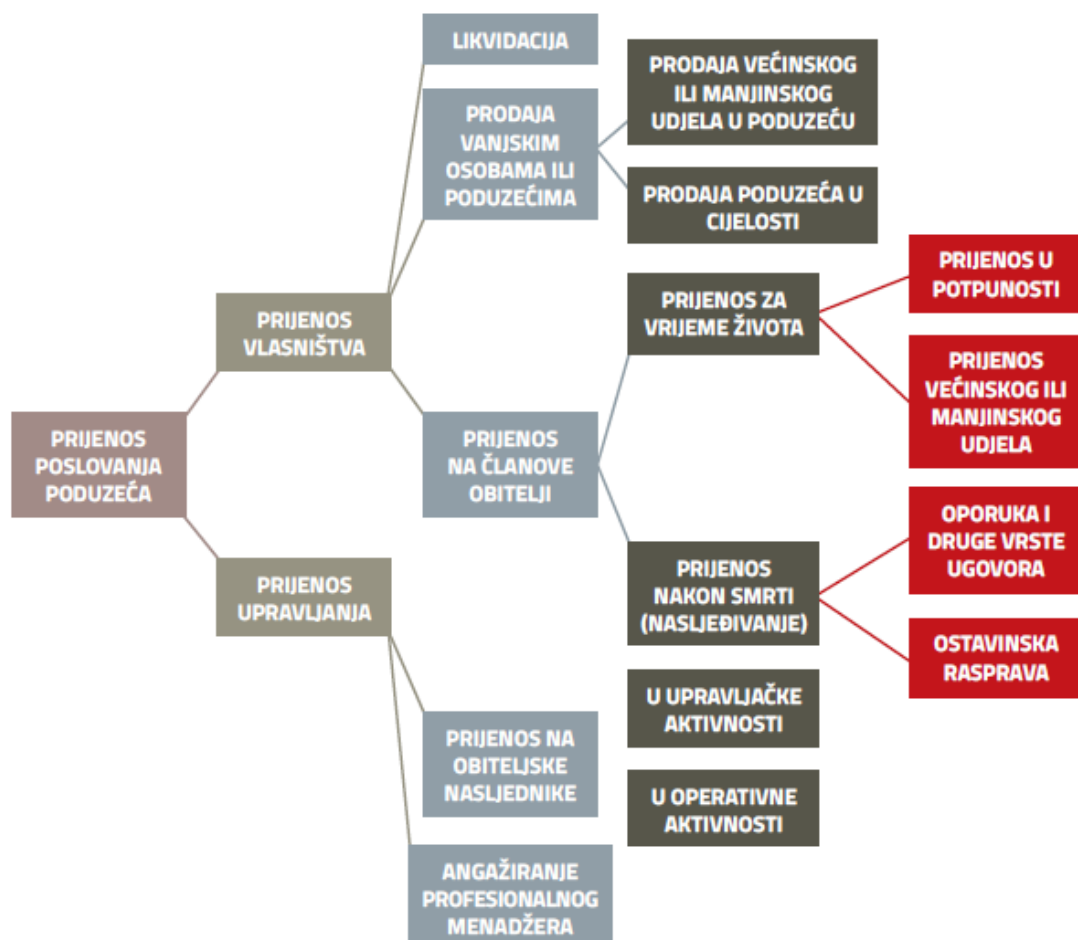 LIKVIDACIJA
PRODAJA
VANJSKIM
OSOBAMA ILI
PODUZEĆIMA
PRODAJA VEĆINSKOG
ILI MANJINSKOG
UDJELA U PODUZEĆU
PRODAJA PODUZEĆA U
CIJELOSTI
PRIJENOS
VLASNIŠTVA
PRIJENOS ZA
VRIJEME ŽIVOTA
PRIJENOS U
POTPUNOSTI
PRIJENOS
VEĆINSKOG ILI
MANJINSKOG
UDJELA
PRIJENOS
POSLOVANJA
PODUZEĆA
PRIJENOS
NA ČLANOVE
OBITELJI
PRIJENOS
NAKON SMRTI
(NASLJEĐIVANJE)
OPORUKA I
DRUGE VRSTE
UGOVORA
OSTAVINSKA
RASPRAVA
PRIJENOS
UPRAVLJANJA
PRIJENOS NA
OBITELJSKE
NASLJEDNIKE
U UPRAVLJAČKE
AKTIVNOSTI
U OPERATIVNE
AKTIVNOSTI
ANGAŽIRANJE
PROFESIONALNOG
MENADŽERA